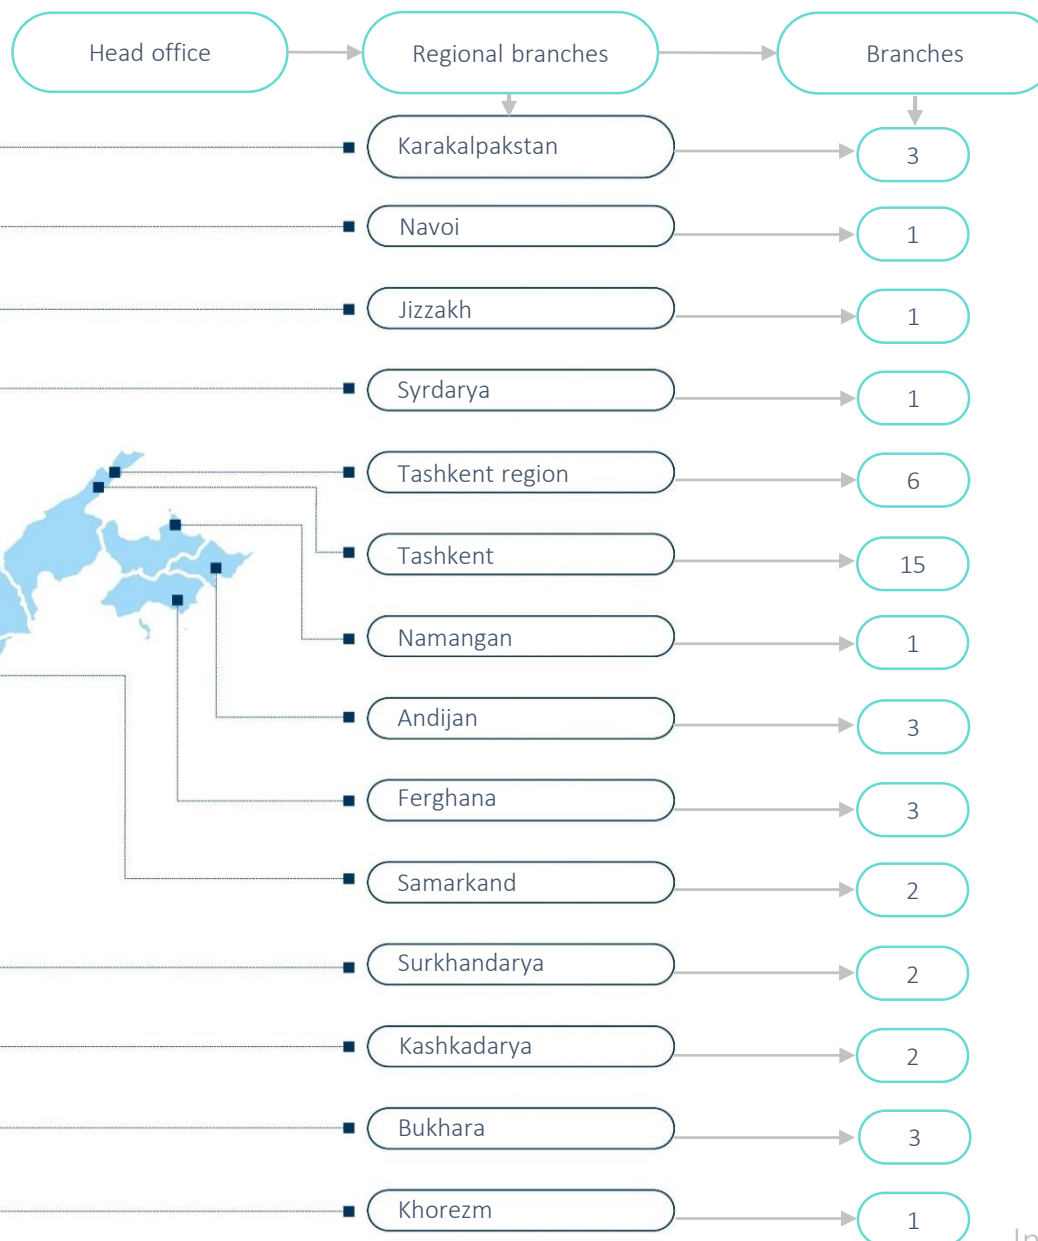 Head office
Regional branches
Branches
Karakalpakstan
3
Navoi
1
Jizzakh
1
Syrdarya
1
Tashkent region
6
Tashkent
15
Namangan
1
Andijan
3
Ferghana
3
Samarkand
2
Surkhandarya
2
Kashkadarya
2
Bukhara
3
Khorezm
1